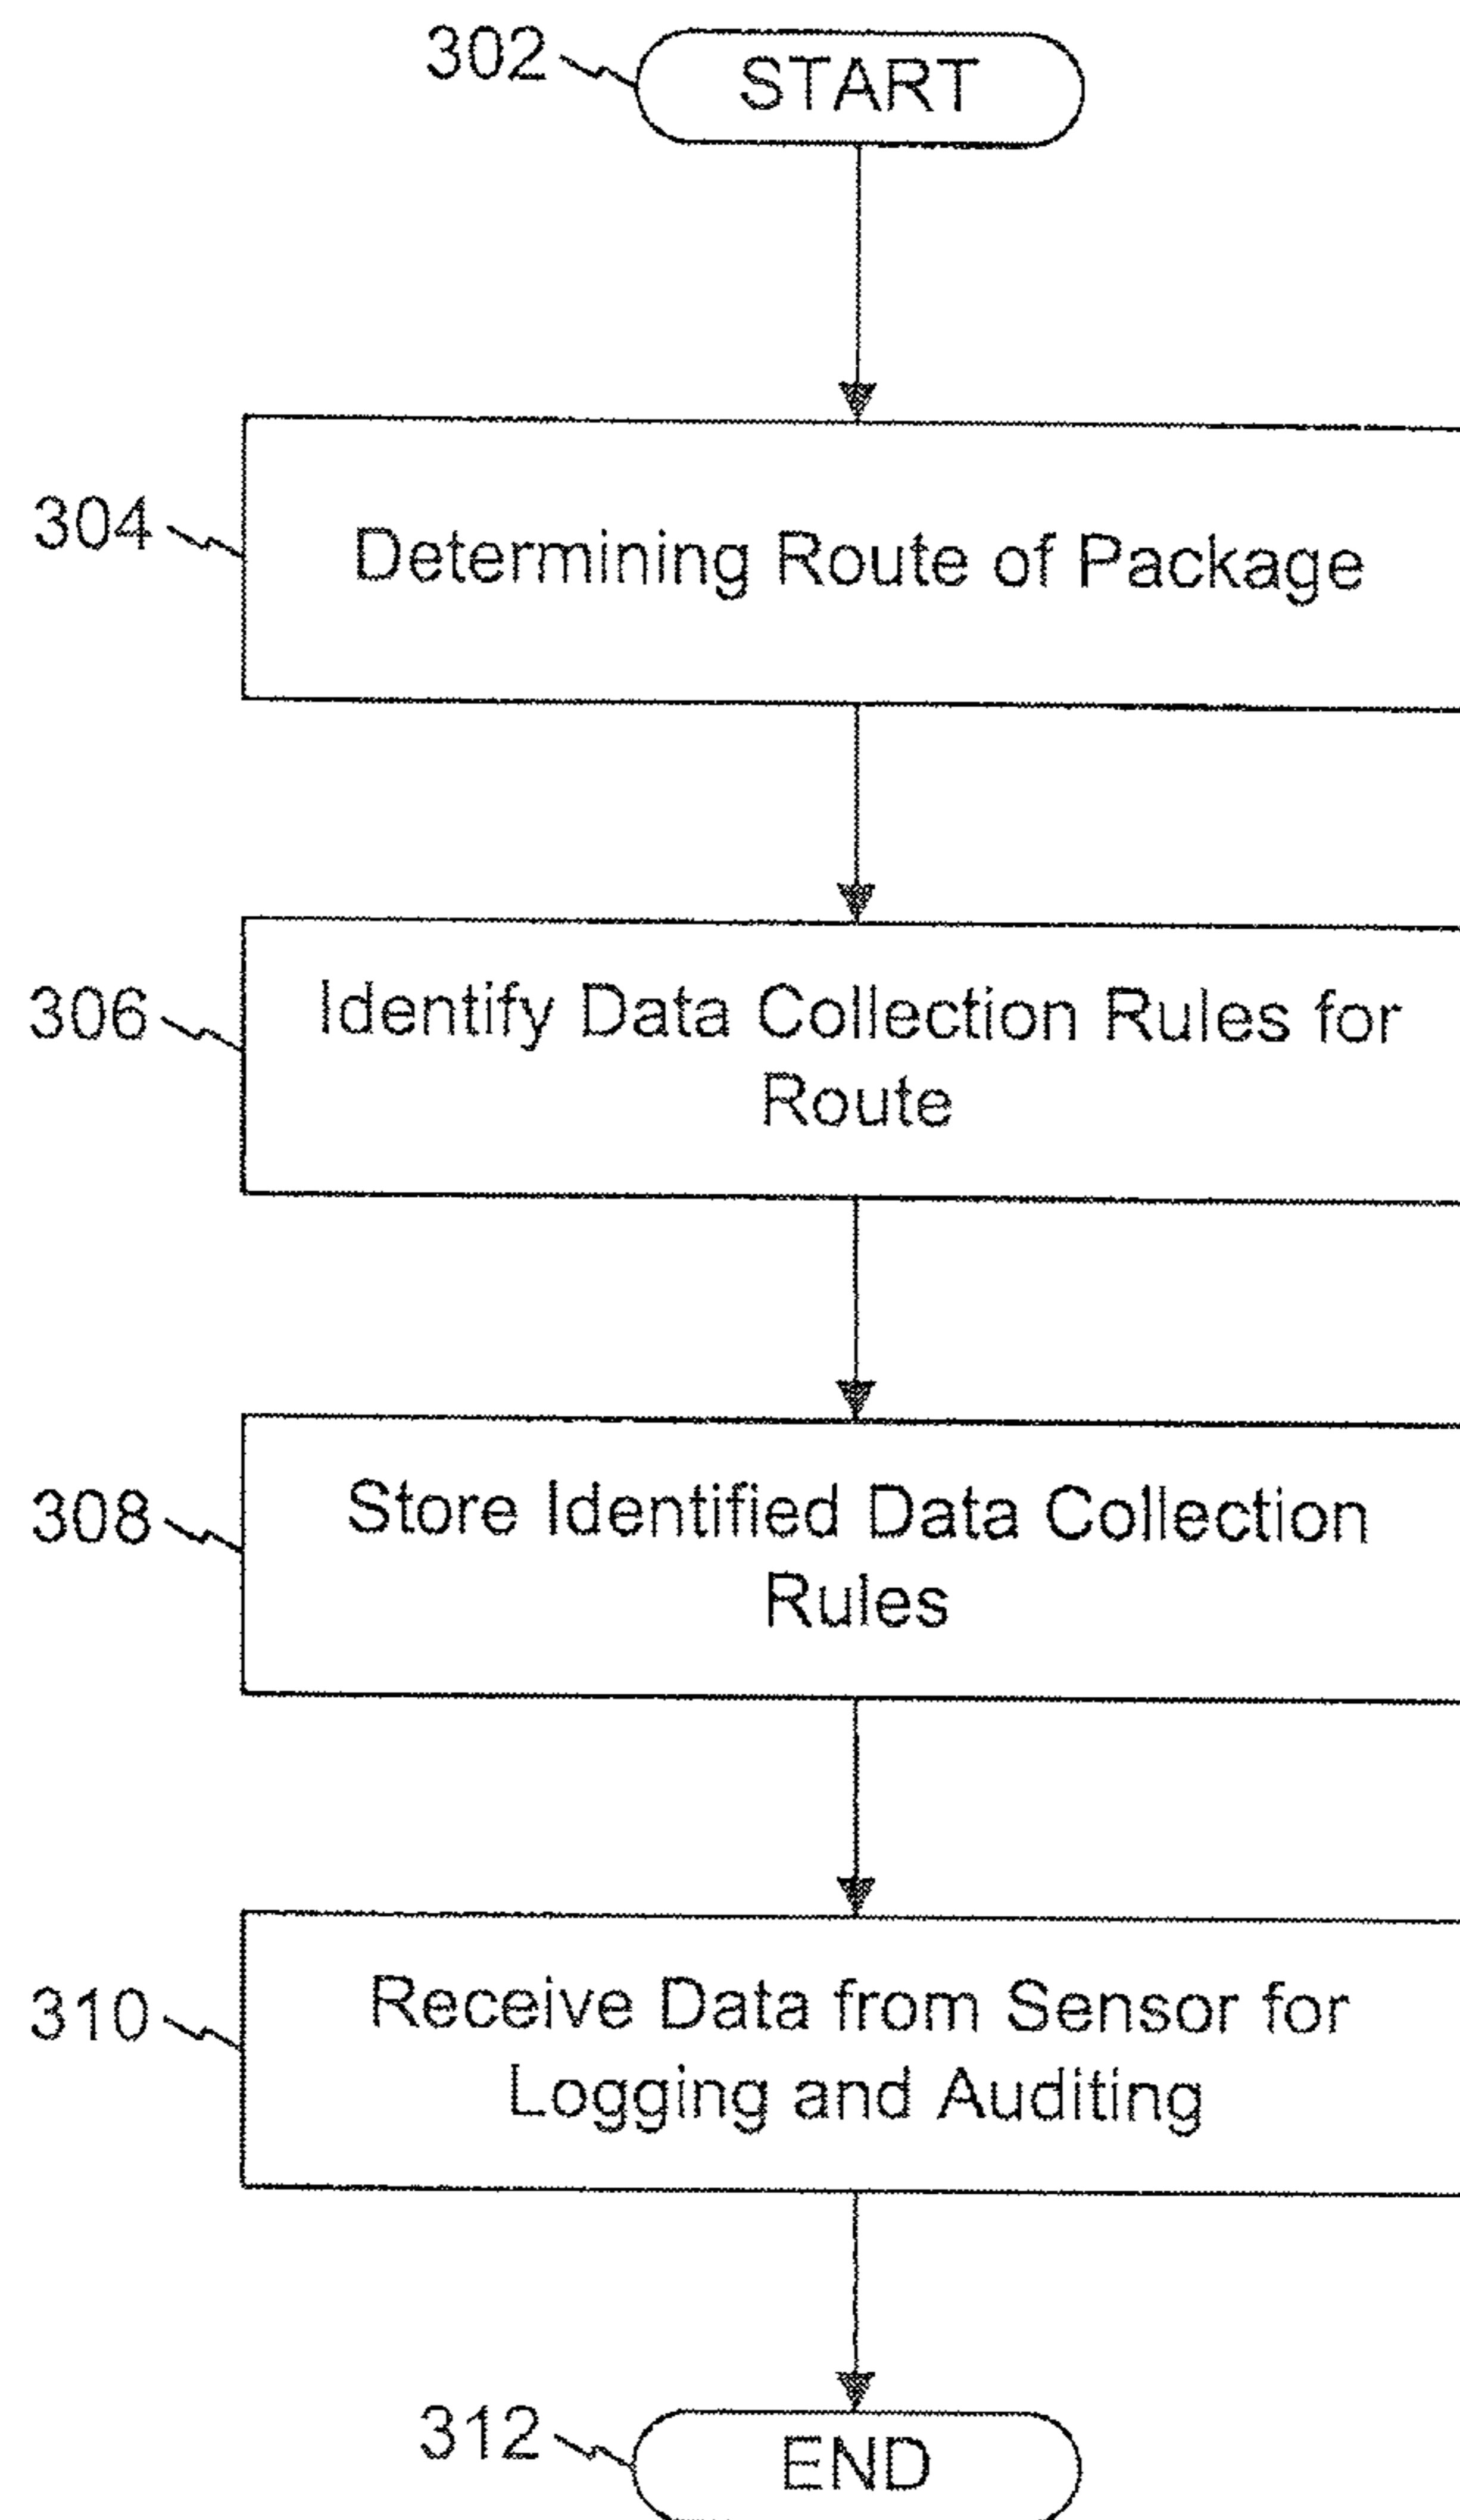 302
START
304
Determining Route of Package
306
Identify Data Collection Rules for
Route
308
Store Identified Data Collection
Rules
310
Receive Data from Sensor for
Logging and Auditing
312
END